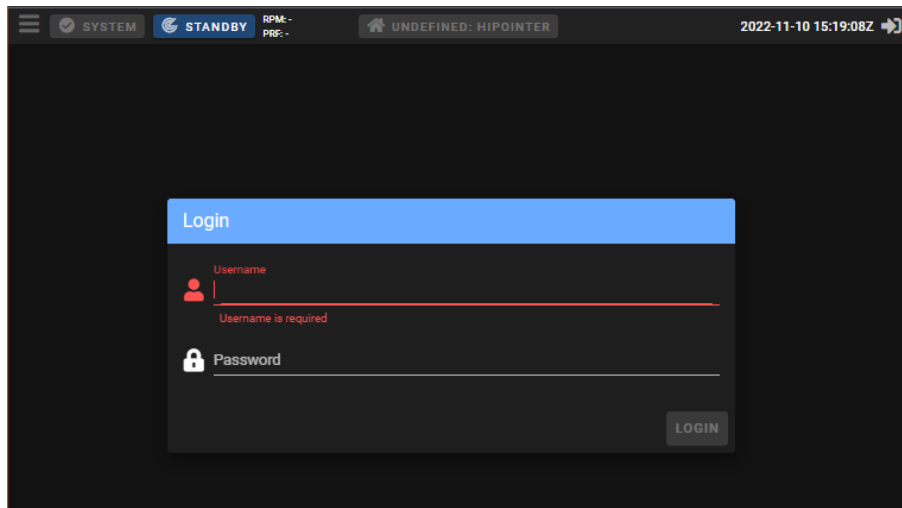 SYSTEM
STANDBY
RPM: -
PRF: -
UNDEFINED: HIPOINTER
2022-11-10 15:19:08Z
Login
Username
Username is required
Password
LOGIN